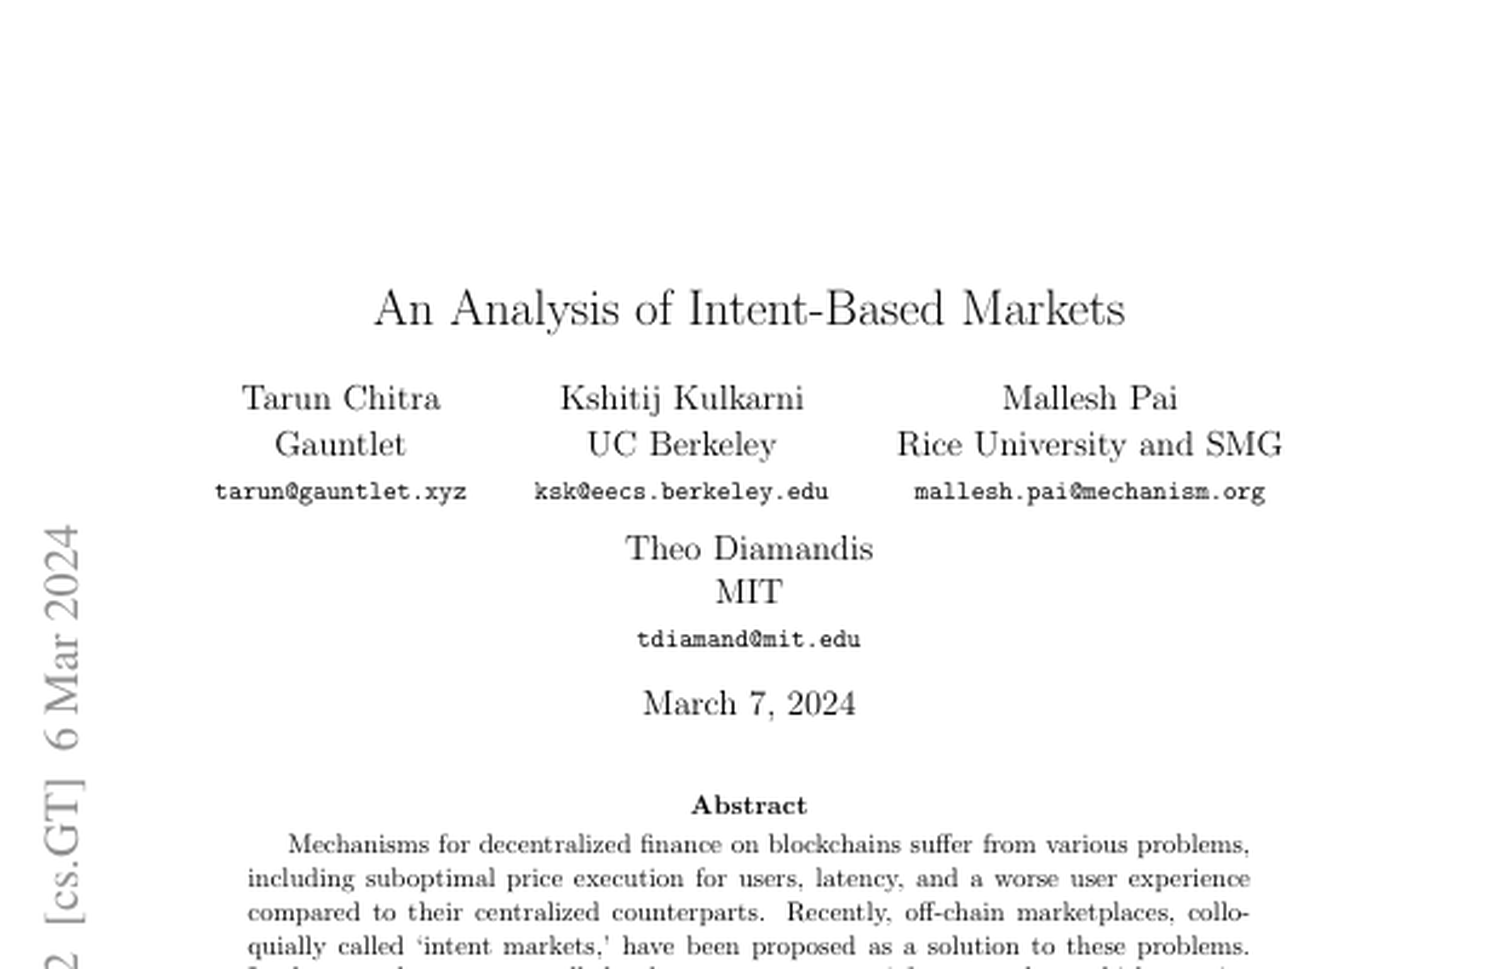 An Analysis of Intent-Based Markets
Tarun Chitra
Gauntlet
tarun@gauntlet.xyz
Kshitij Kulkarni
UC Berkeley
ksk@eecs.berkeley.edu
Mallesh Pai
Rice University and SMG
mallesh.pai@mechanism.org
Theo Diamandis
MIT
tdiamand@mit.edu
March 7, 2024
Abstract
Mechanisms for decentralized finance on blockchains suffer from various problems,
including suboptimal price execution for users, latency, and a worse user experience
compared to their centralized counterparts. Recently, off-chain marketplaces, collo-
quially called ‘intent markets,’ have been proposed as a solution to these problems.
2 [cs.GT] 6 Mar 2024